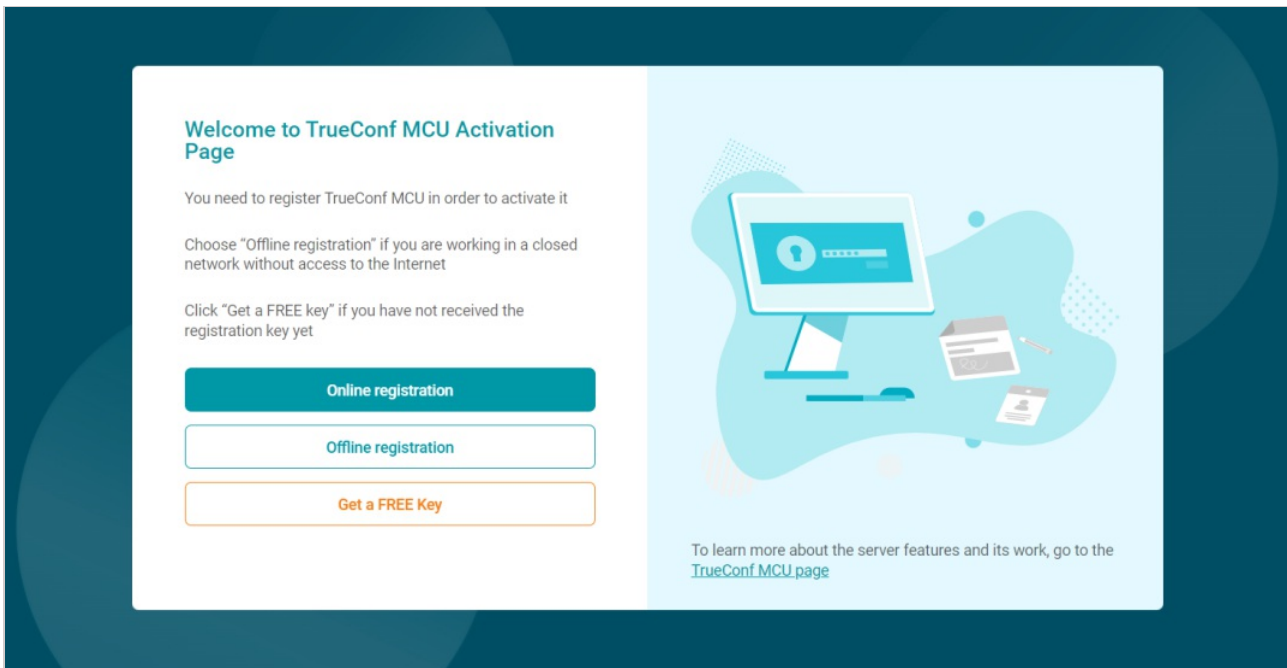 Welcome to TrueConf MCU Activation
Page
You need to register TrueConf MCU in order to activate it
Choose “Offline registration” if you are working in a closed
network without access to the Internet
Click “Get a FREE key” if you have not received the
registration key yet
Online registration
Offline registration
Get a FREE Key
To learn more about the server features and its work, go to the
TrueConf MCU page